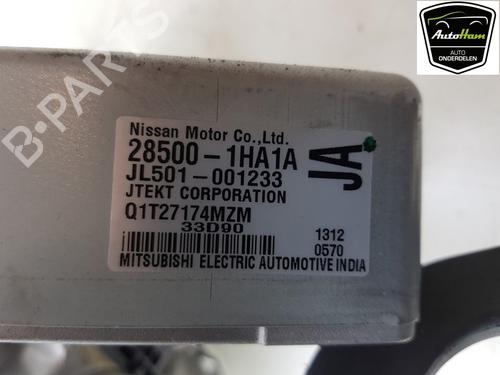 AutoHam
AUTO
ONDERDELEN
B-PARTS
Nissan Motor Co.,Ltd.
28500-1HA1A
JA
JL501-001233
JTEKT CORPORATION
Q1T27174MZM
33D90
1312
0570
MITSUBISHI ELECTRIC AUTOMOTIVE INDIA